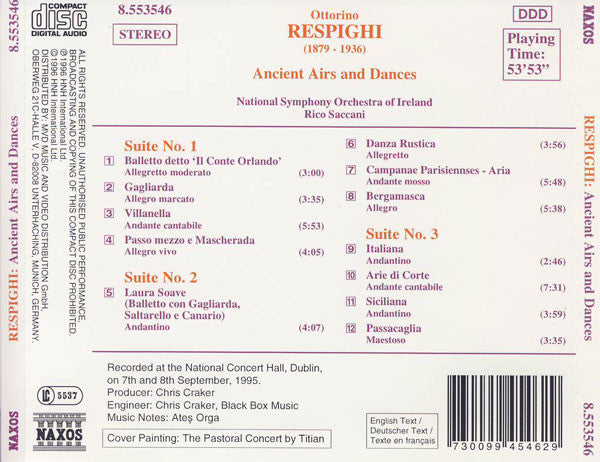 8.553546
COMPACT
disc
DIGITAL AUDIO
8.553546
STEREO
Ottorino
RESPIGHI
(1879 - 1936)
Ancient Airs and Dances
National Symphony Orchestra of Ireland
Rico Saccani
DDD
Playing
Time:
53'53"
NAXOS
RESPIGHI: Ancient Airs and Dances
ALL RIGHTS RESERVED. UNAUTHORISED PUBLIC PERFORMANCE,
BROADCASTING AND COPYING OF THIS COMPACT DISC PROHIBITED.
℗ 1996 HNH International Ltd.
© 1996 HNH International Ltd.
DISTRIBUTED BY: MVD MUSIC AND VIDEO DISTRIBUTION GmbH,
OBERWEG 21C-HALLE V, D-82008 UNTERHACHING, MUNICH, GERMANY.
Suite No. 1
1 Balletto detto 'Il Conte Orlando'
Allegretto moderato (3:00)
2 Gagliarda
Allegro marcato (3:35)
3 Villanella
Andante cantabile (5:53)
4 Passo mezzo e Mascherada
Allegro vivo (4:05)
Suite No. 2
5 Laura Soave
(Balletto con Gagliarda,
Saltarello e Canario)
Andantino (4:07)
6 Danza Rustica (3:56)
Allegretto
7 Campanae Parisiennses - Aria
Andante mosso (5:48)
8 Bergamasca
Allegro (5:38)
Suite No. 3
9 Italiana
Andantino (2:46)
10 Arie di Corte
Andante cantabile (7:31)
11 Siciliana
Andantino (3:59)
12 Passacaglia
Maestoso (3:35)
RESPIGHI: Ancient Airs and Dances
LC 5537
NAXOS
NAXOS
Recorded at the National Concert Hall, Dublin,
on 7th and 8th September, 1995.
Producer: Chris Craker
Engineer: Chris Craker, Black Box Music
Music Notes: Ateş Orga
Cover Painting: The Pastoral Concert by Titian
English Text /
Deutscher Text /
Texte en français
7 30099 45462 9
8.553546
NAXOS